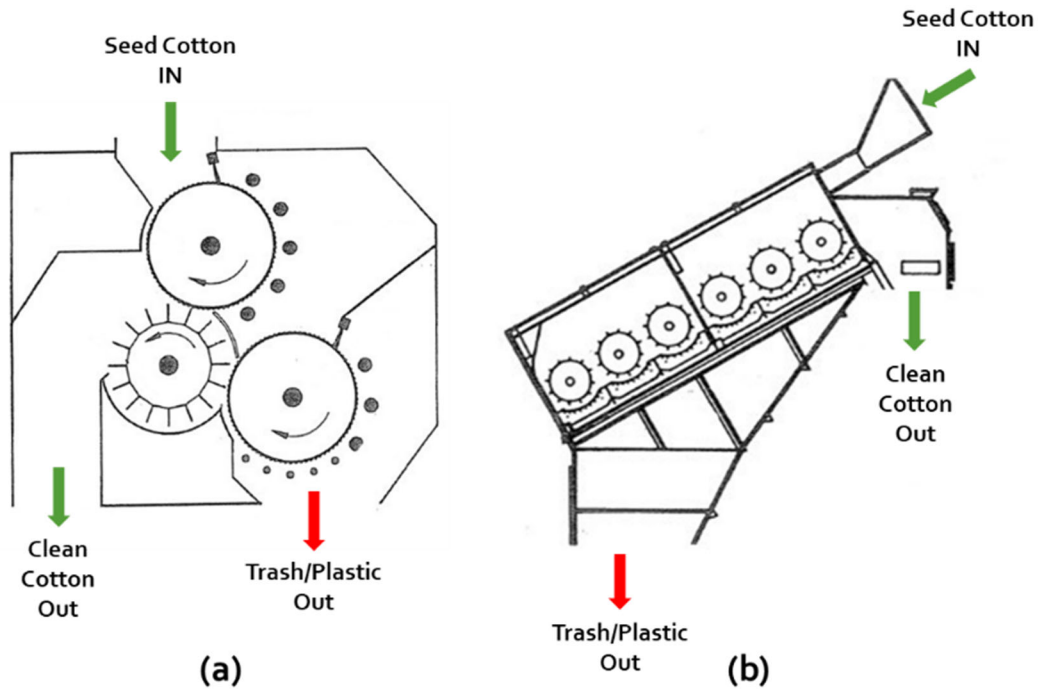 Seed Cotton
IN
Clean
Cotton
Out
Trash/Plastic
Out
(a)
Seed Cotton
IN
Clean
Cotton
Out
Trash/Plastic
Out
(b)